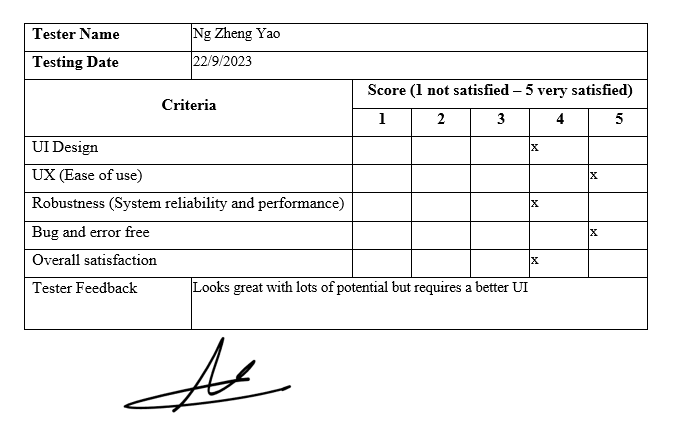 Tester Name Ng Zheng Yao
Testing Date 22/9/2023
Criteria Score (1 not satisfied – 5 very satisfied)
1 2 3 4 5
UI Design x
UX (Ease of use) x
Robustness (System reliability and performance) x
Bug and error free x
Overall satisfaction x
Tester Feedback Looks great with lots of potential but requires a better UI